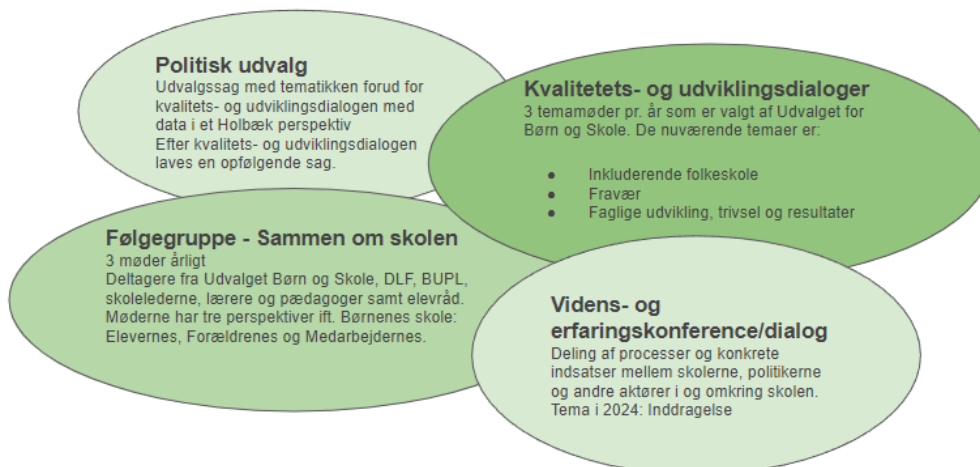 Politisk udvalg
Udvalgssag med tematikken forud for
kvalitets- og udviklingsdialogen med
data i et Holbæk perspektiv
Efter kvalitets- og udviklingsdialogen
laves en opfølgende sag.
Kvalitetets- og udviklingsdialoger
3 temamøder pr. år som er valgt af Udvalget for
Børn og Skole. De nuværende temaer er:
● Inkluderende folkeskole
● Fravær
● Faglige udvikling, trivsel og resultater
Følgegruppe - Sammen om skolen
3 møder årligt
Deltagere fra Udvalget Børn og Skole, DLF, BUPL,
skolelederne, lærere og pædagoger samt elevråd.
Møderne har tre perspektiver ift. Børnenes skole:
Elevernes, Forældrenes og Medarbejdernes.
Videns- og
erfaringskonference/dialog
Deling af processer og konkrete
indsatser mellem skolerne, politikerne
og andre aktører i og omkring skolen.
Tema i 2024: Inddragelse